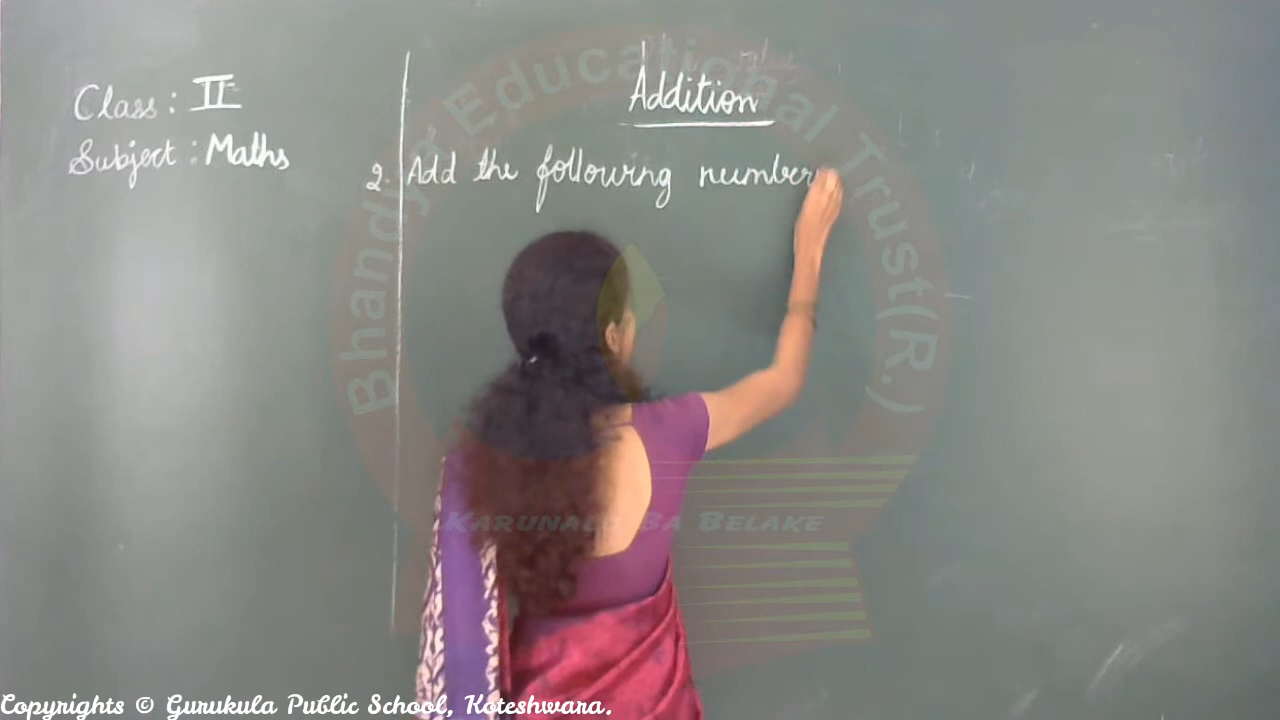 Class: II
Subject: Maths
Addition
2. Add the following number
Bhandya Educational Trust(R.)
Karunalu Ba Belake
Copyrights © Gurukula Public School, Koteshwara.